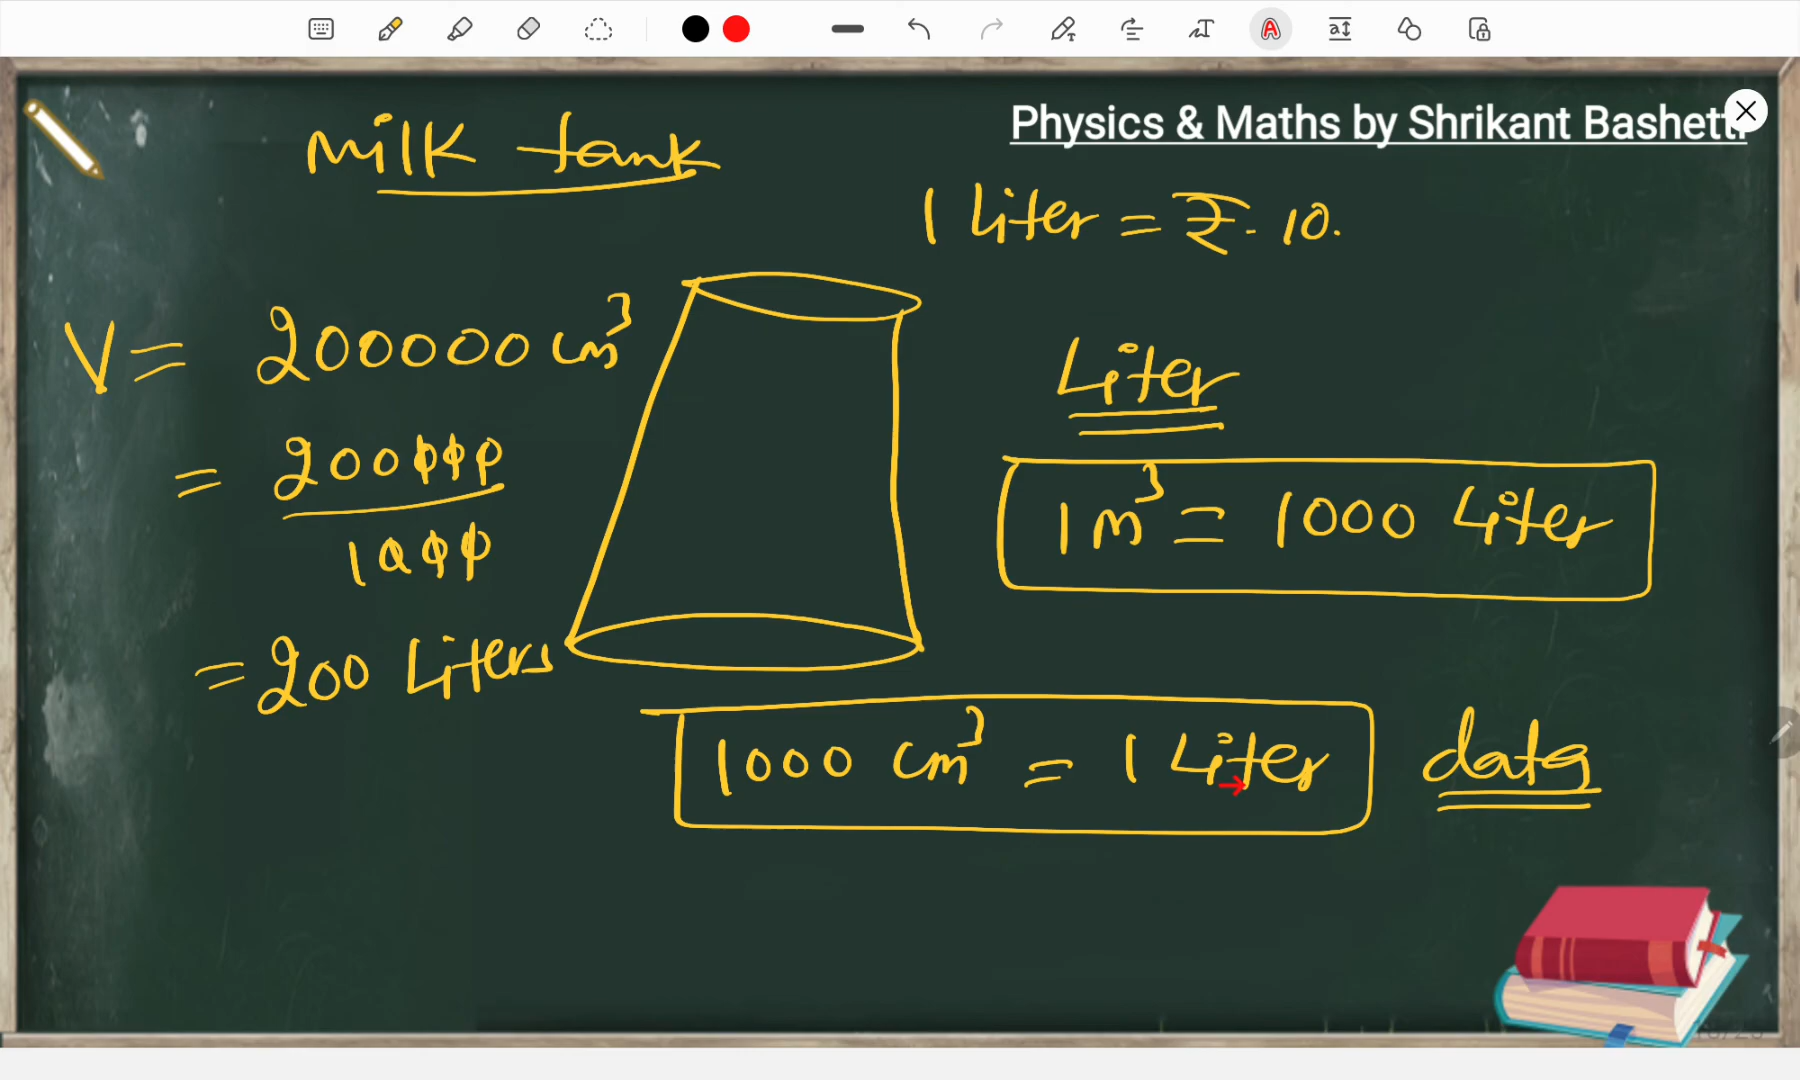 Physics & Maths by Shrikant Bashetti
Milk tank
1 Liter = ₹. 10.
V = 200000 cm³
= 200000
1000
= 200 Liters
Liter
1 m³ = 1000 Liter
1000 cm³ = 1 Liter
data